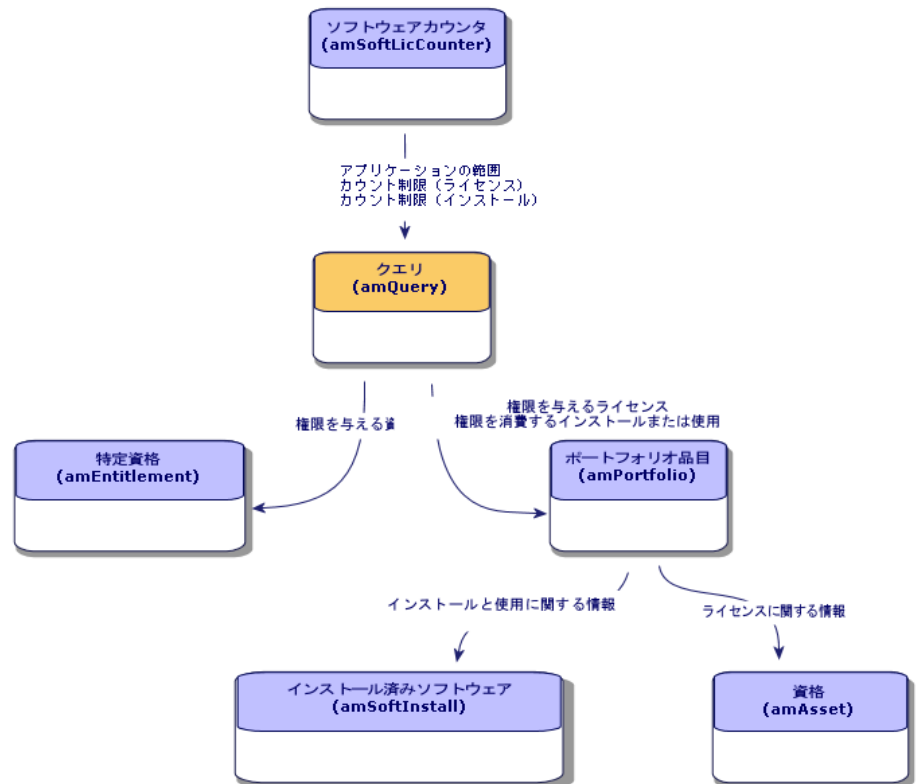 ソフトウェアカウンタ
(amSoftLicCounter)
アプリケーションの範囲
カウント制限（ライセンス）
カウント制限（インストール）
クエリ
(amQuery)
権限を与える
権限を与えるライセンス
権限を消費するインストールまたは使用
特定資格
(amEntitlement)
ポートフォリオ品目
(amPortfolio)
インストールと使用に関する情報
ライセンスに関する情報
インストール済みソフトウェア
(amSoftInstall)
資格
(amAsset)